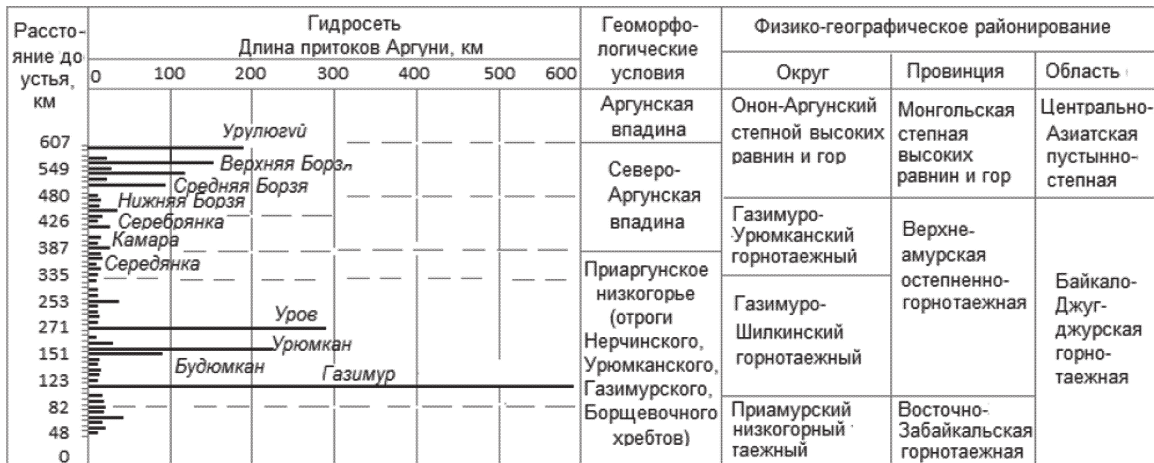 Рассто-
яние до
устья,
км
Гидросеть
Длина притоков Аргуни, км
0 100 200 300 400 500 600
Геоморфо-
логические
условия
Физико-географическое районирование
Округ
Провинция
Область
607
549
480
426
387
335
253
271
151
123
82
48
0
Урулюгуй
Верхняя Борзя
Средняя Борзя
Нижняя Борзя
Серебрянка
Камара
Середянка
Уров
Урюмкан
Будюмкан
Газимур
Аргунская
впадина
Северо-
Аргунская
впадина
Приаргунское
низкогорье
(отроги
Нерчинского,
Урюмканского,
Газимурского,
Борщевочного
хребтов)
Онон-Аргунский
степной высоких
равнин и гор
Газимуро-
Урюмканский
горнотаежный
Газимуро-
Шилкинский
горнотаежный
Приамурский
низкогорный
таежный
Монгольская
степная
высоких
равнин и гор
Верхне-
амурская
остепненно-
горнотаежная
Восточно-
Забайкальская
горнотаежная
Центрально-
Азиатская
пустынно-
степная
Байкало-
Джуг-
джурская
горно-
таежная